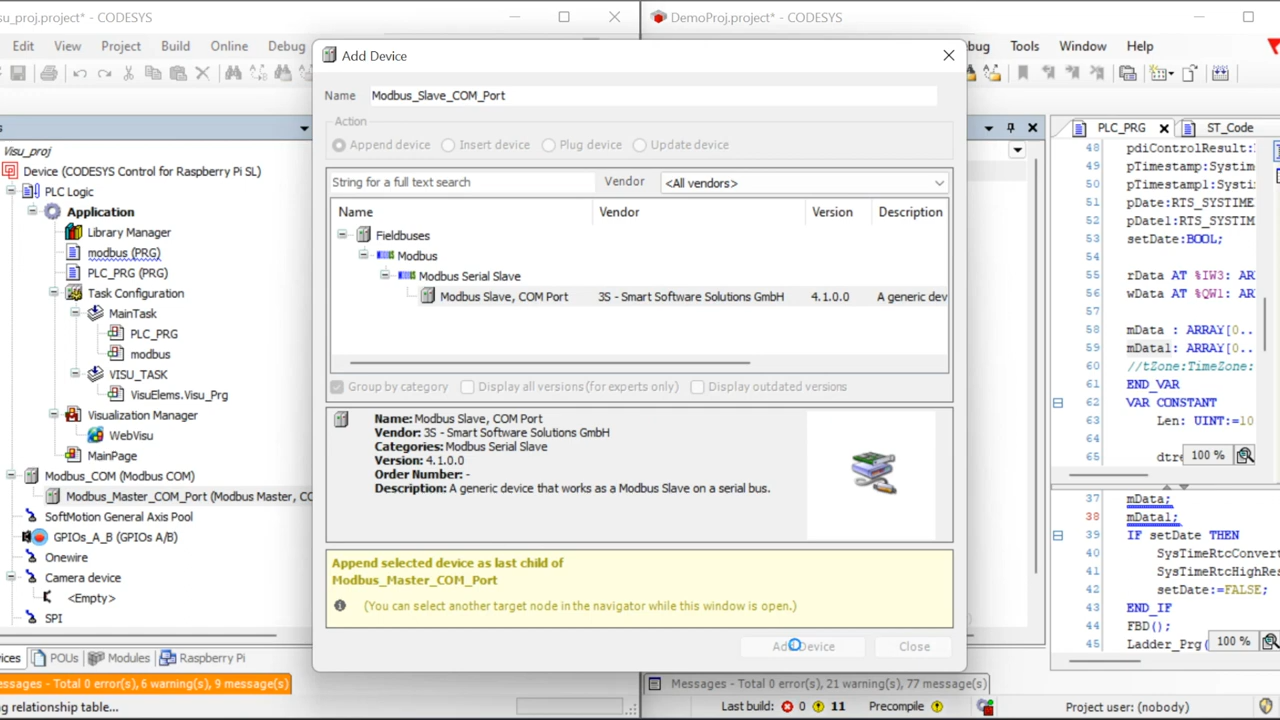 su_proj.project* - CODESYS
DemoProj.project* - CODESYS
Edit View Project Build Online Debug
Tools Window Help
Add Device
Name Modbus_Slave_COM_Port
Action
Append device Insert device Plug device Update device
String for a full text search Vendor <All vendors>
Name Vendor Version Description
Fieldbuses
Modbus
Modbus Serial Slave
Modbus Slave, COM Port 3S - Smart Software Solutions GmbH 4.1.0.0 A generic dev
Group by category Display all versions (for experts only) Display outdated versions
Name: Modbus Slave, COM Port
Vendor: 3S - Smart Software Solutions GmbH
Categories: Modbus Serial Slave
Version: 4.1.0.0
Order Number: -
Description: A generic device that works as a Modbus Slave on a serial bus.
Append selected device as last child of
Modbus_Master_COM_Port
(You can select another target node in the navigator while this window is open.)
Add Device Close
Visu_proj
Device (CODESYS Control for Raspberry Pi SL)
PLC Logic
Application
Library Manager
modbus (PRG)
PLC_PRG (PRG)
Task Configuration
MainTask
PLC_PRG
modbus
VISU_TASK
VisuElems.Visu_Prg
Visualization Manager
WebVisu
MainPage
Modbus_COM (Modbus COM)
Modbus_Master_COM_Port (Modbus Master, CO
SoftMotion General Axis Pool
GPIOs_A_B (GPIOs A/B)
Onewire
Camera device
<Empty>
SPI
ices POUs Modules Raspberry Pi
essages - Total 0 error(s), 6 warning(s), 9 message(s)
ng relationship table...
PLC_PRG ST_Code
48 pdiControlResult:
49 pTimestamp:Systim
50 pTimestamp1:Systi
51 pDate:RTS_SYSTIME
52 pDate1:RTS_SYSTIM
53 setDate:BOOL;
54
55 rData AT %IW3: AR
56 wData AT %QW1: AR
57
58 mData : ARRAY[0..
59 mData1: ARRAY[0..
60 //tZone:TimeZone:
61 END_VAR
62 VAR CONSTANT
63 Len: UINT:=10
64
65 dtre
100 %
37 mData;
38 mData1;
39 IF setDate THEN
40 SysTimeRtcConvert
41 SysTimeRtcHighRes
42 setDate:=FALSE;
43 END_IF
44 FBD();
45 Ladder_Prg(
100 %
Messages - Total 0 error(s), 21 warning(s), 77 message(s)
Last build: 0 11 Precompile Project user: (nobody)